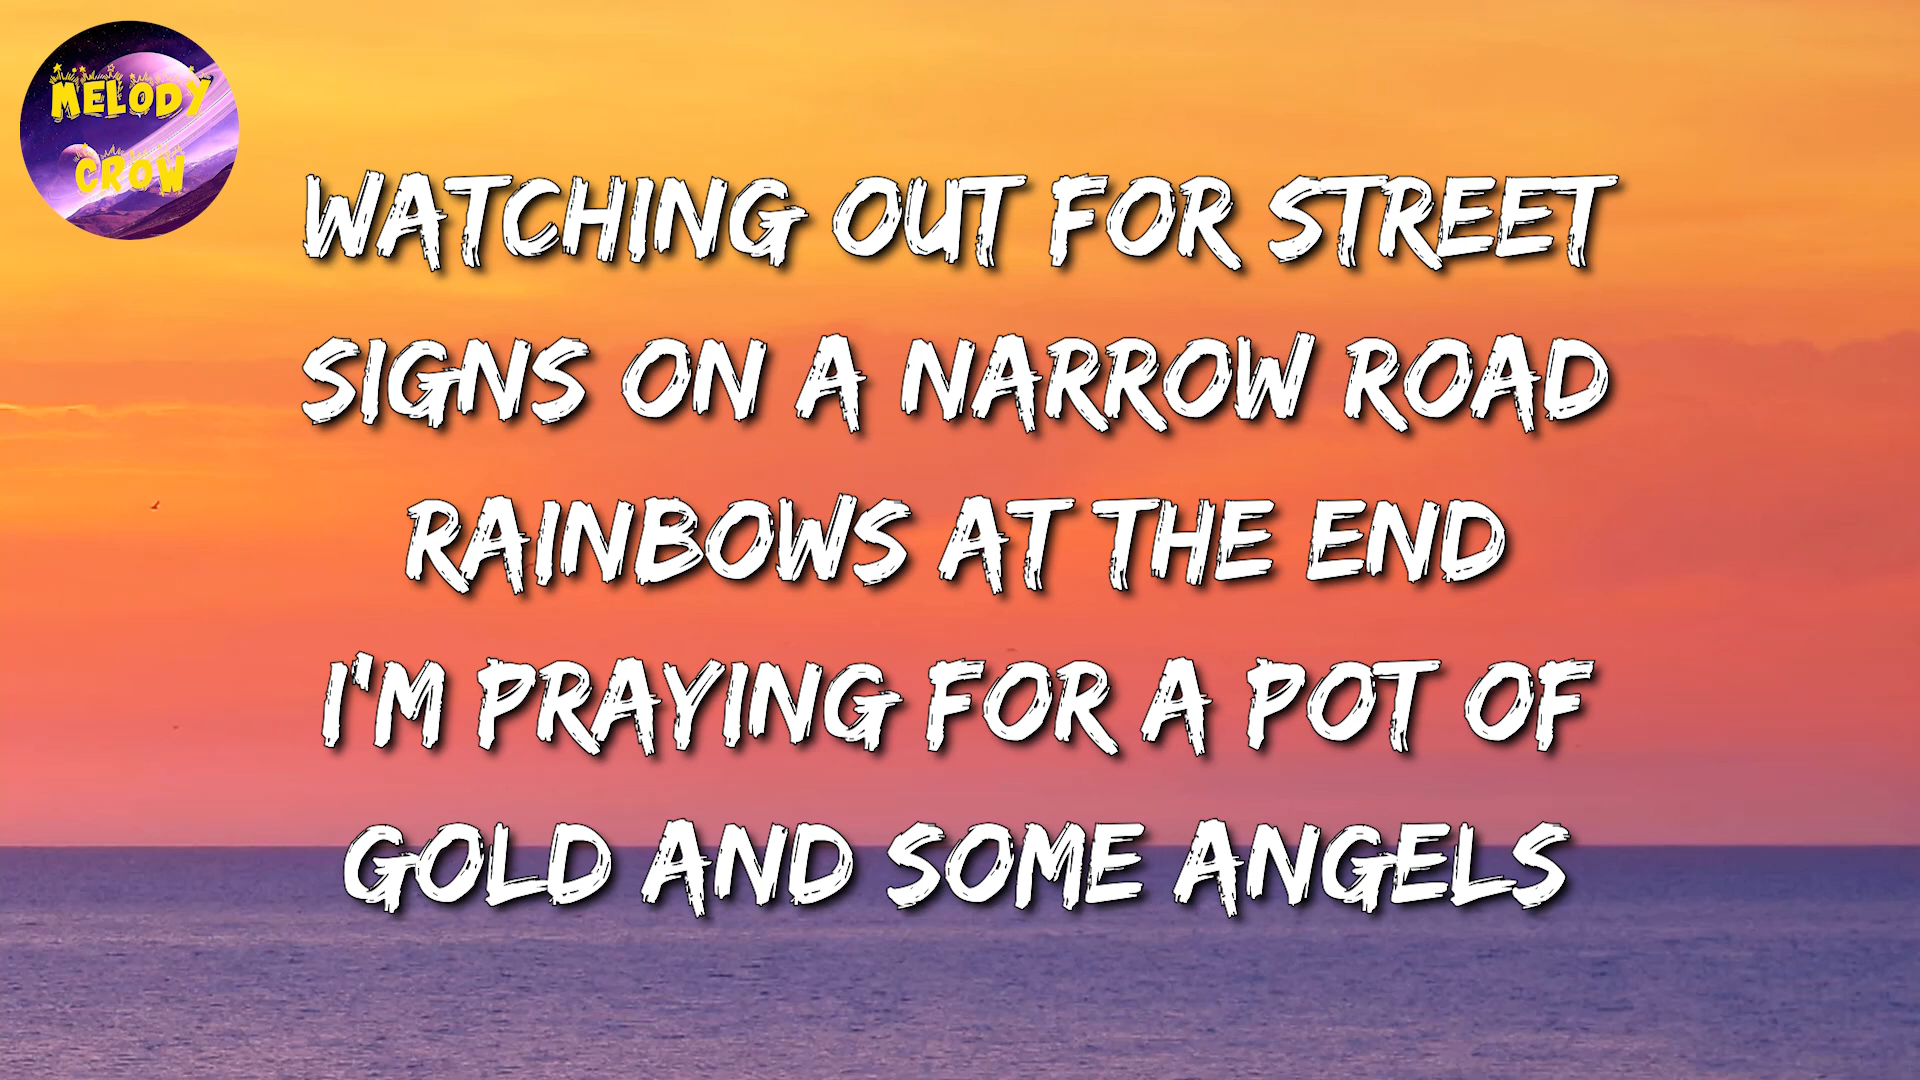 MELODY
CROW
WATCHING OUT FOR STREET
SIGNS ON A NARROW ROAD
RAINBOWS AT THE END
I'M PRAYING FOR A POT OF
GOLD AND SOME ANGELS